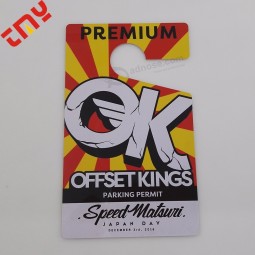 tny
PREMIUM
OK
OFFSET KINGS
PARKING PERMIT
Speed Matsuri
JAPAN DAY